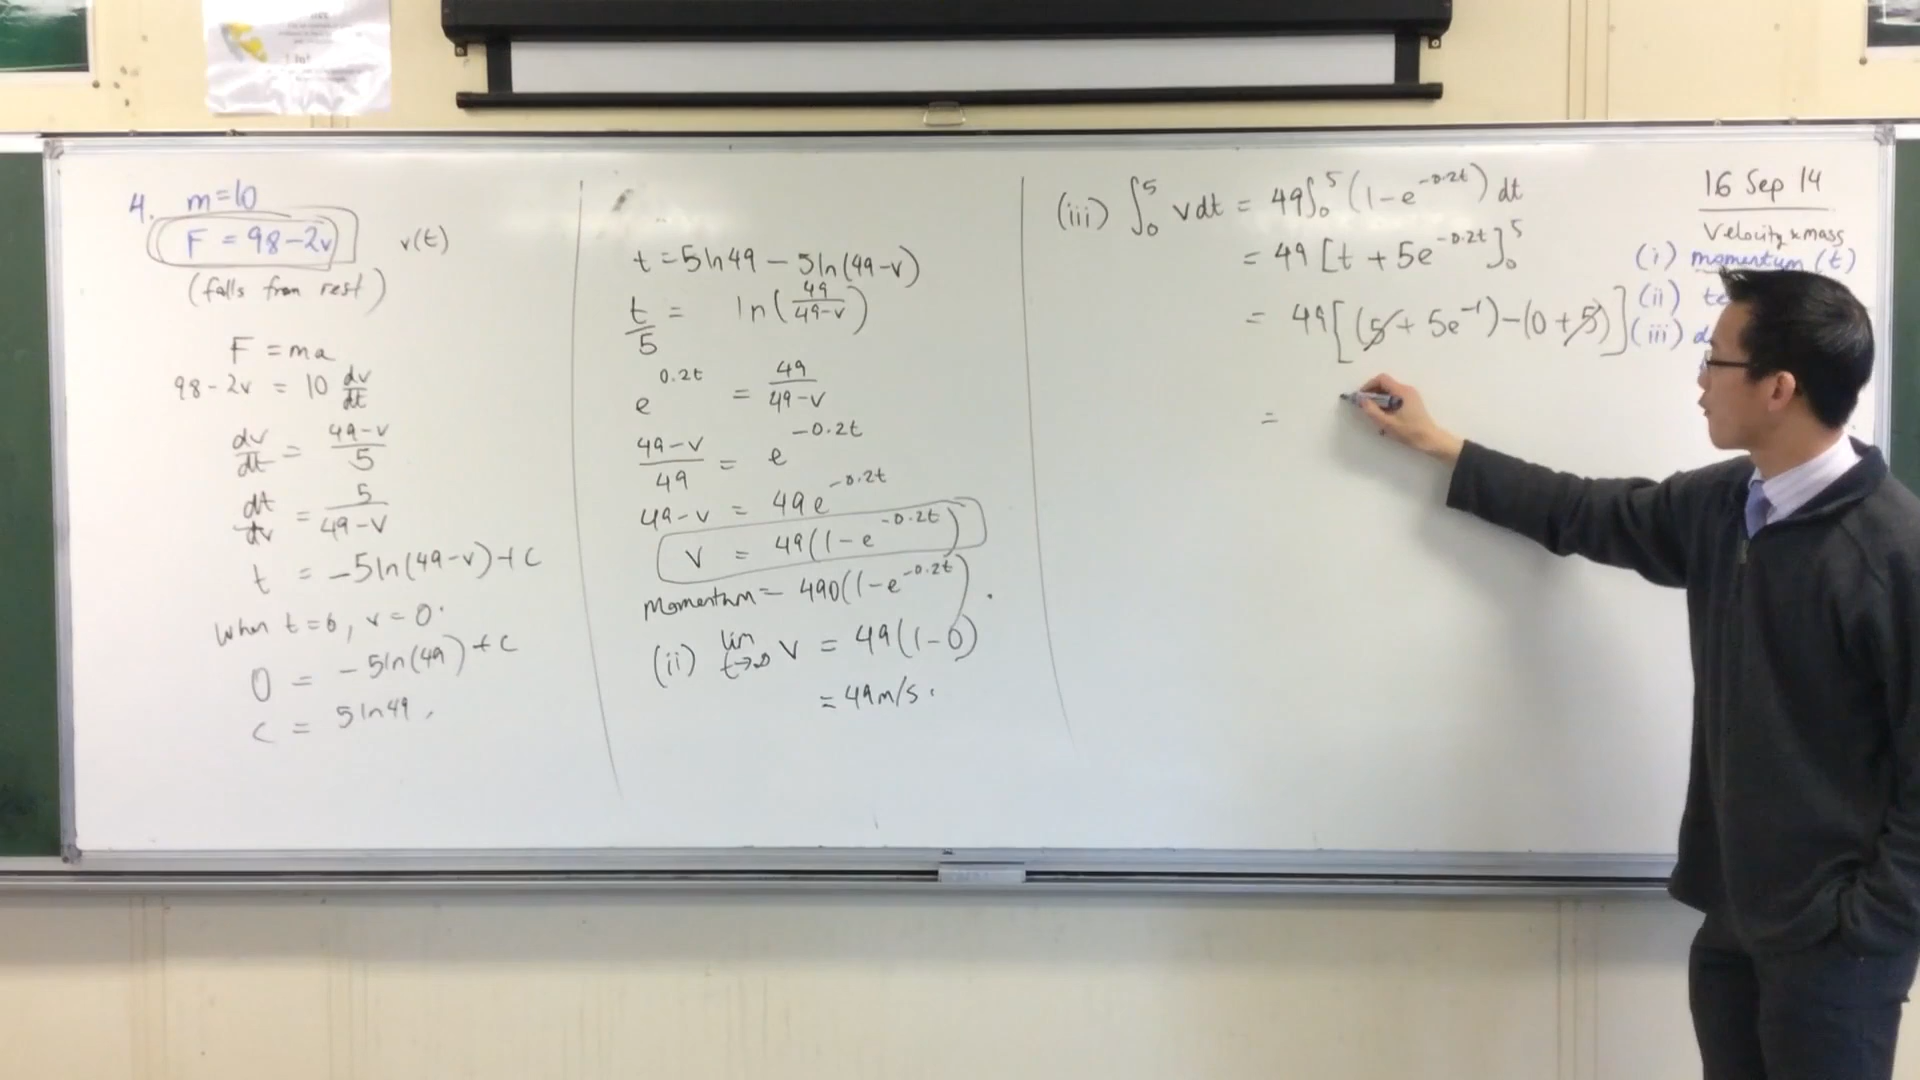 4. m=10
F = 98-2v
v(t)
(falls from rest)
F = ma
98-2v = 10 dv/dt
dv/dt = 49-v/5
dt/dv = 5/49-v
t = -5ln(49-v)+c
When t=0, v=0.
0 = -5ln(49)+c
c = 5ln49.
t = 5ln49 - 5ln(49-v)
t/5 = ln(49/49-v)
e^0.2t = 49/49-v
49-v/49 = e^-0.2t
49-v = 49e^-0.2t
v = 49(1-e^-0.2t)
momentum = 490(1-e^-0.2t).
(ii) lim t→∞ v = 49(1-0)
= 49m/s.
(iii) ∫₀⁵ v dt = 49∫₀⁵ (1-e^-0.2t) dt
= 49[t + 5e^-0.2t]₀⁵
= 49[(5+5e^-1)-(0+5)]
=
16 Sep 14
Velocity x mass
(i) momentum (t)
(ii) te
(iii) d